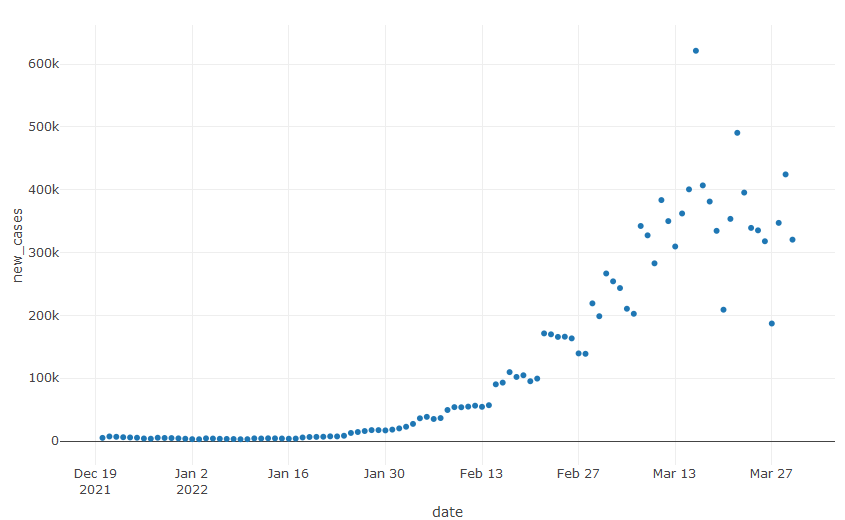 600k
500k
400k
300k
200k
100k
0
new_cases
Dec 19
2021
Jan 2
2022
Jan 16
Jan 30
Feb 13
Feb 27
Mar 13
Mar 27
date